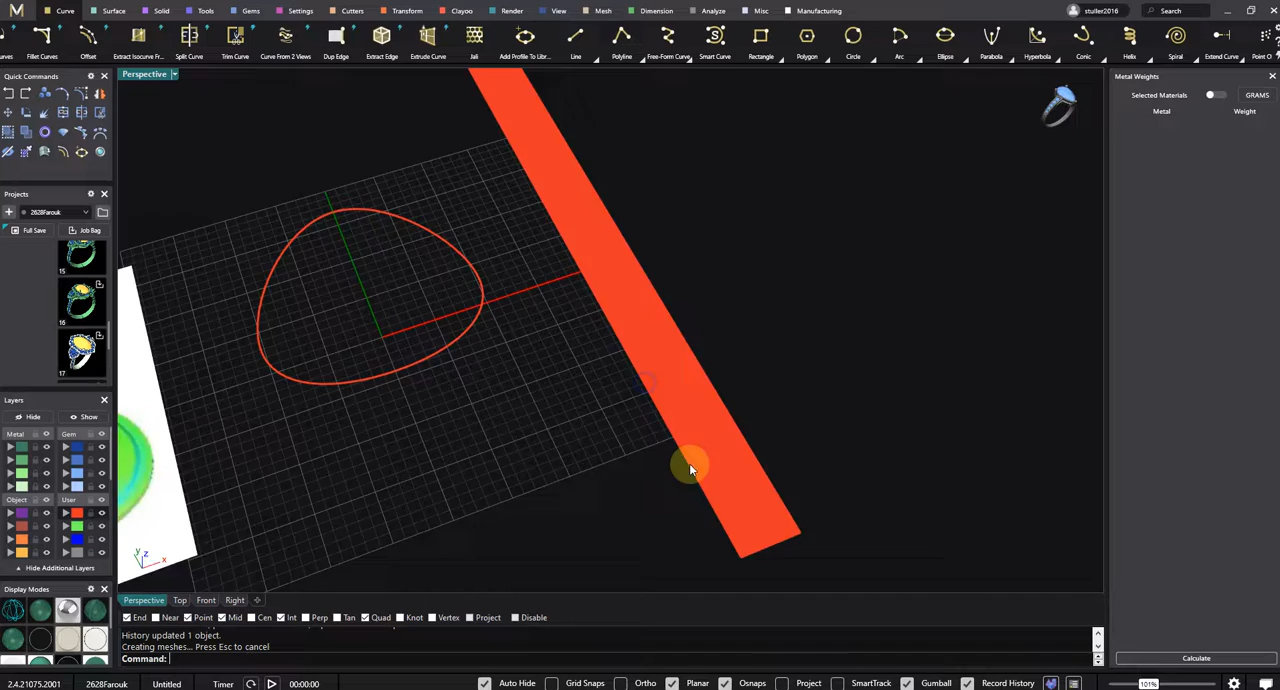 Curve Surface Solid Tools Gems Settings Cutters Transform Clayoo Render View Mesh Dimension Analyze Misc Manufacturing
stuller2016 Search
Fillet Curves Offset Extract Isocurve Fr... Split Curve Trim Curve Curve From 2 Views Dup Edge Extract Edge Extrude Curve Jali Add Profile To Libr... Line Polyline Free-Form Curve Smart Curve Rectangle Polygon Circle Arc Ellipse Parabola Hyperbola Conic Helix Spiral Extend Curve
Quick Commands
Perspective
Metal Weights
Selected Materials GRAMS
Metal Weight
Projects
2628Farouk
Full Save Job Bag
15
16
17
Layers
Hide Show
Metal Gem
Object User
Hide Additional Layers
Display Modes
y z x
Perspective Top Front Right
End Near Point Mid Cen Int Perp Tan Quad Knot Vertex Project Disable
History updated 1 object.
Creating meshes... Press Esc to cancel
Command:
Calculate
2.4.21075.2001 2628Farouk Untitled Timer 00:00:00 Auto Hide Grid Snaps Ortho Planar Osnaps Project SmartTrack Gumball Record History 101%